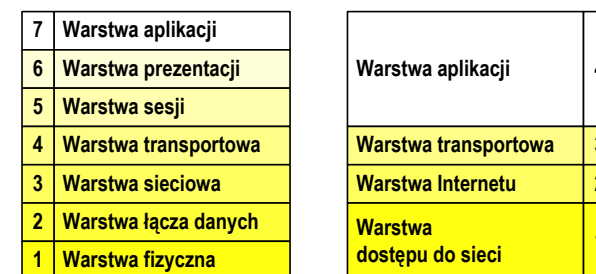 7 Warstwa aplikacji
6 Warstwa prezentacji
5 Warstwa sesji
4 Warstwa transportowa
3 Warstwa sieciowa
2 Warstwa łącza danych
1 Warstwa fizyczna
Warstwa aplikacji
Warstwa transportowa
Warstwa Internetu
Warstwa
dostępu do sieci